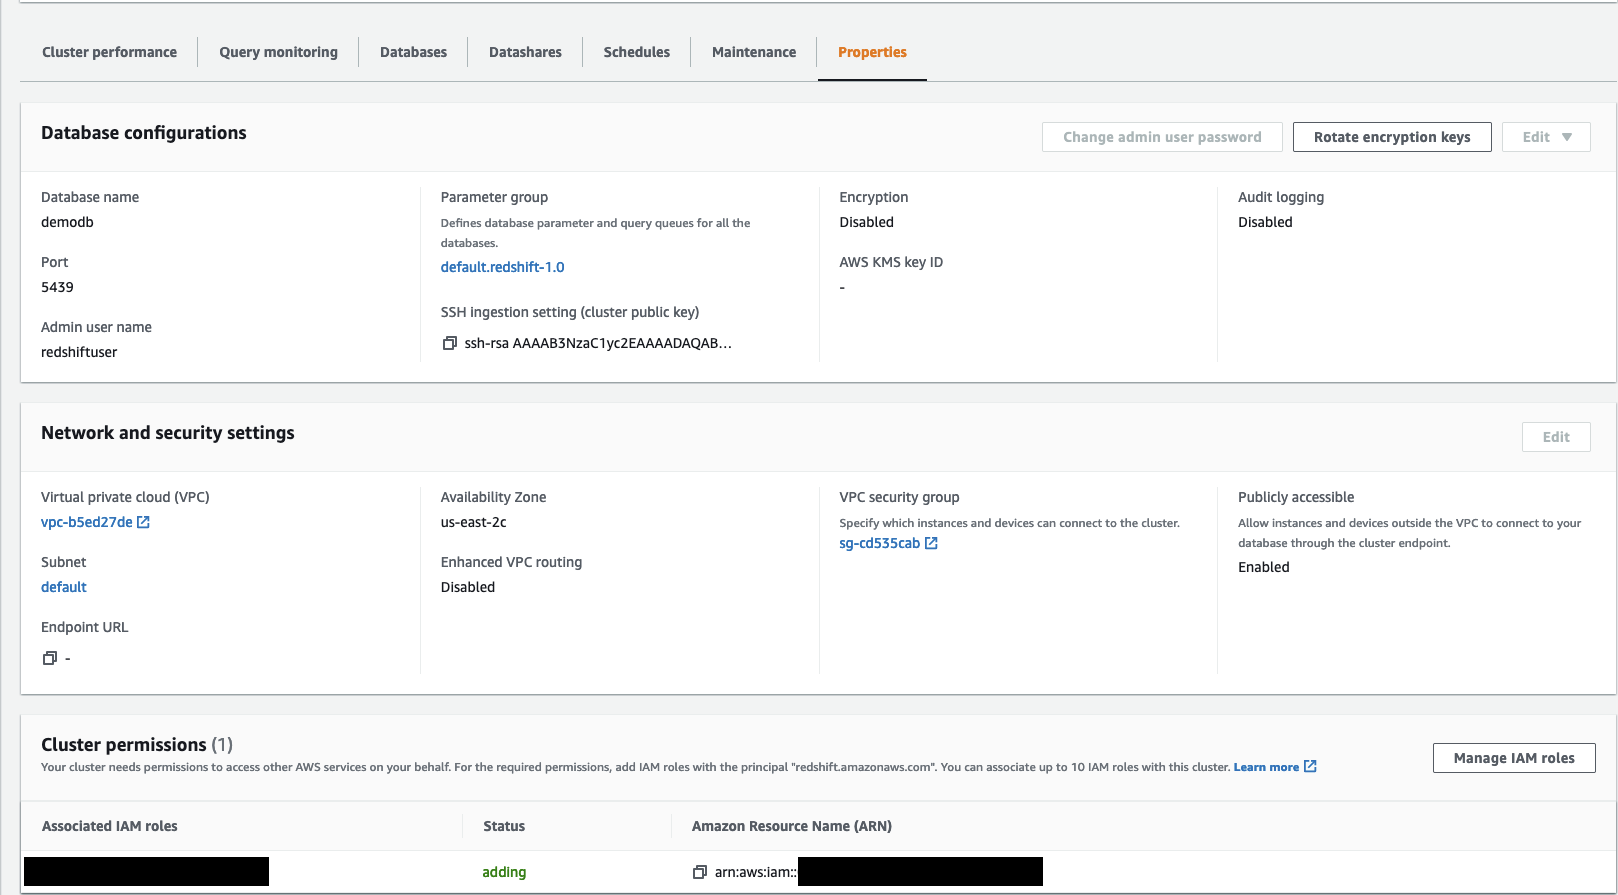 Cluster performance Query monitoring Databases Datashares Schedules Maintenance Properties
Database configurations
Change admin user password Rotate encryption keys Edit
Database name
demodb
Port
5439
Admin user name
redshiftuser
Parameter group
Defines database parameter and query queues for all the
databases.
default.redshift-1.0
SSH ingestion setting (cluster public key)
ssh-rsa AAAAB3NzaC1yc2EAAAADAQAB...
Encryption
Disabled
AWS KMS key ID
-
Audit logging
Disabled
Network and security settings
Edit
Virtual private cloud (VPC)
vpc-b5ed27de
Subnet
default
Endpoint URL
-
Availability Zone
us-east-2c
Enhanced VPC routing
Disabled
VPC security group
Specify which instances and devices can connect to the cluster.
sg-cd535cab
Publicly accessible
Allow instances and devices outside the VPC to connect to your
database through the cluster endpoint.
Enabled
Cluster permissions (1)
Your cluster needs permissions to access other AWS services on your behalf. For the required permissions, add IAM roles with the principal "redshift.amazonaws.com". You can associate up to 10 IAM roles with this cluster. Learn more
Manage IAM roles
Associated IAM roles Status Amazon Resource Name (ARN)
adding arn:aws:iam::